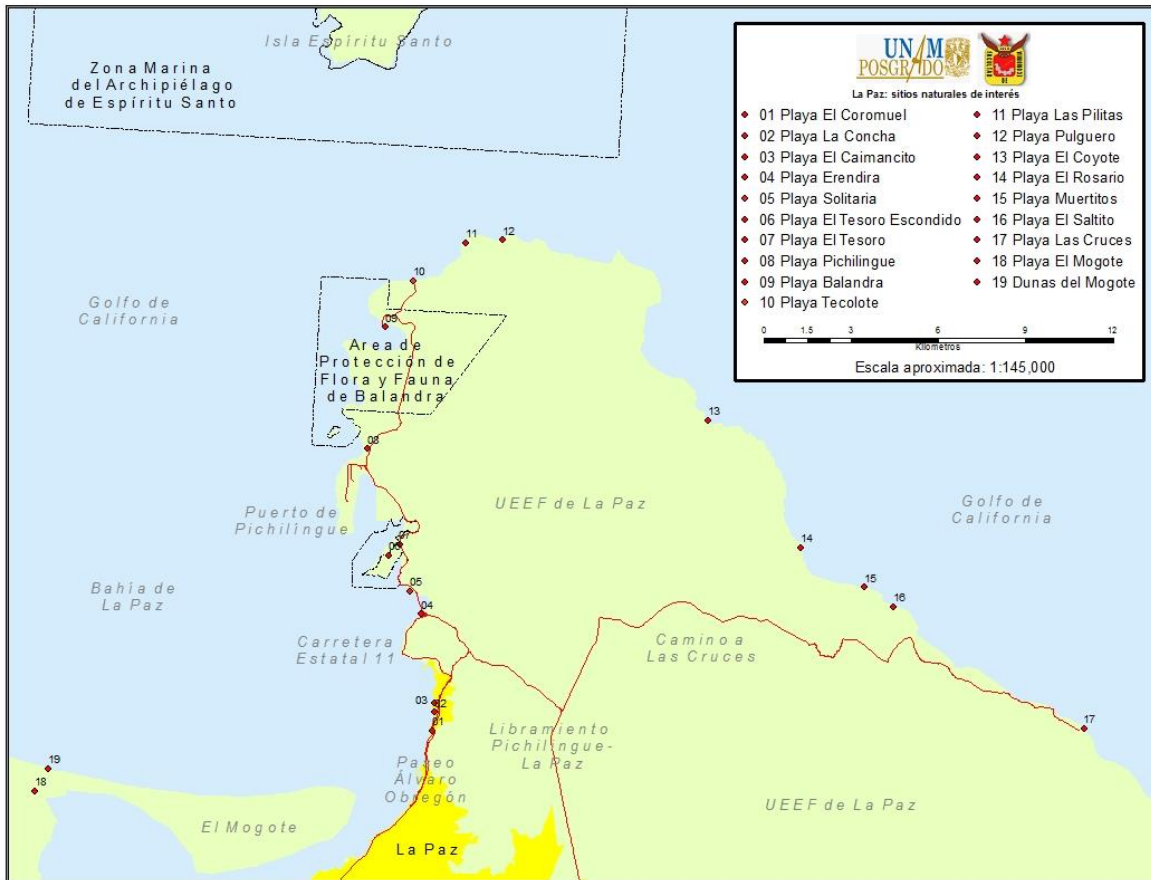 Isla Espíritu Santo
Zona Marina
del Archipiélago
de Espíritu Santo
UNAM
POSGRADO
La Paz: sitios naturales de interés
01 Playa El Coromuel
02 Playa La Concha
03 Playa El Caimancito
04 Playa Erendira
05 Playa Solitaria
06 Playa El Tesoro Escondido
07 Playa El Tesoro
08 Playa Pichilingue
09 Playa Balandra
10 Playa Tecolote
11 Playa Las Pilitas
12 Playa Pulguero
13 Playa El Coyote
14 Playa El Rosario
15 Playa Muertitos
16 Playa El Saltito
17 Playa Las Cruces
18 Playa El Mogote
19 Dunas del Mogote
0 1.5 3 6 9 12
Kilometros
Escala aproximada: 1:145,000
11
12
10
Golfo de
California
09
Area de
Protección de
Flora y Fauna
de Balandra
13
08
UEEF de La Paz
Golfo de
California
Puerto de
Pichilíngue
07
06
14
Bahía de
La Paz
05
15
16
04
Carretera
Estatal 11
Camino a
Las Cruces
03
02
01
17
Libramiento
Pichilingue-
La Paz
Paseo
Álvaro
Obregón
19
18
UEEF de La Paz
El Mogote
La Paz